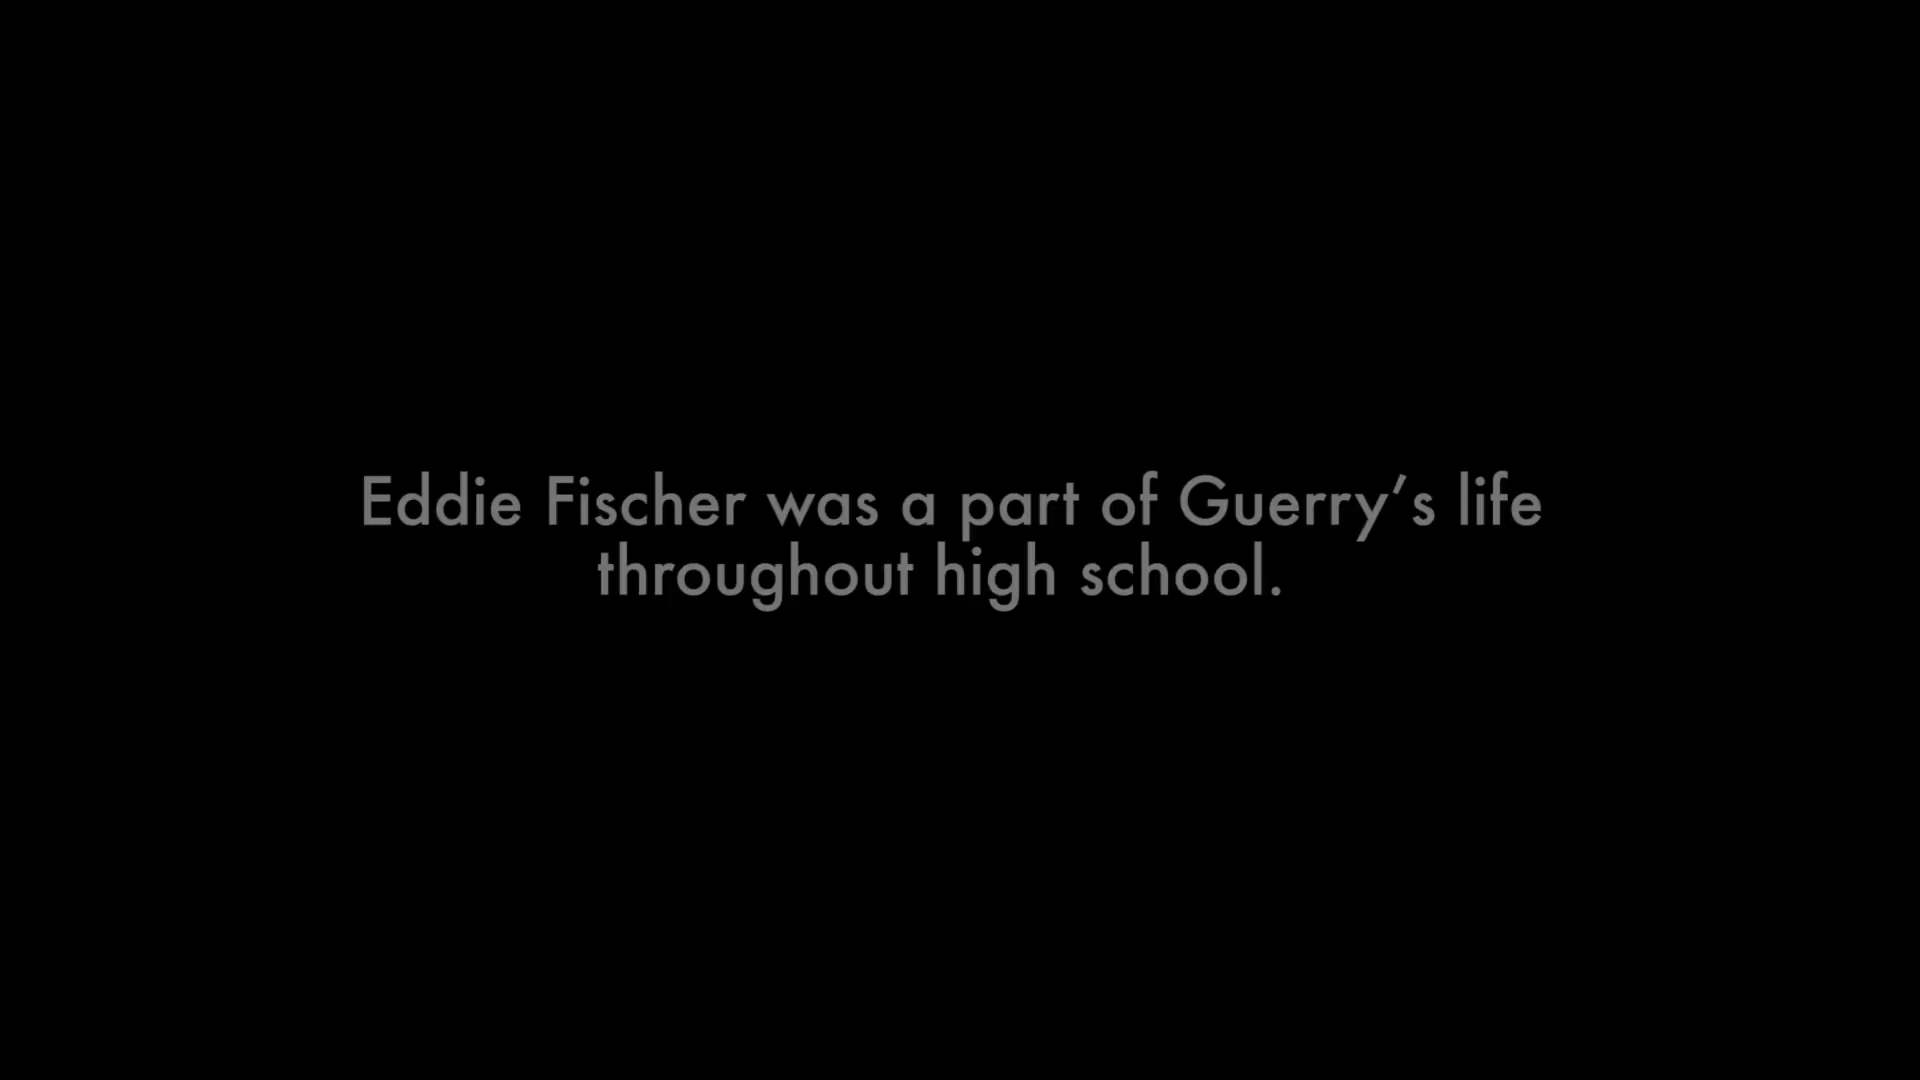 Eddie Fischer was a part of Guerry’s life
throughout high school.